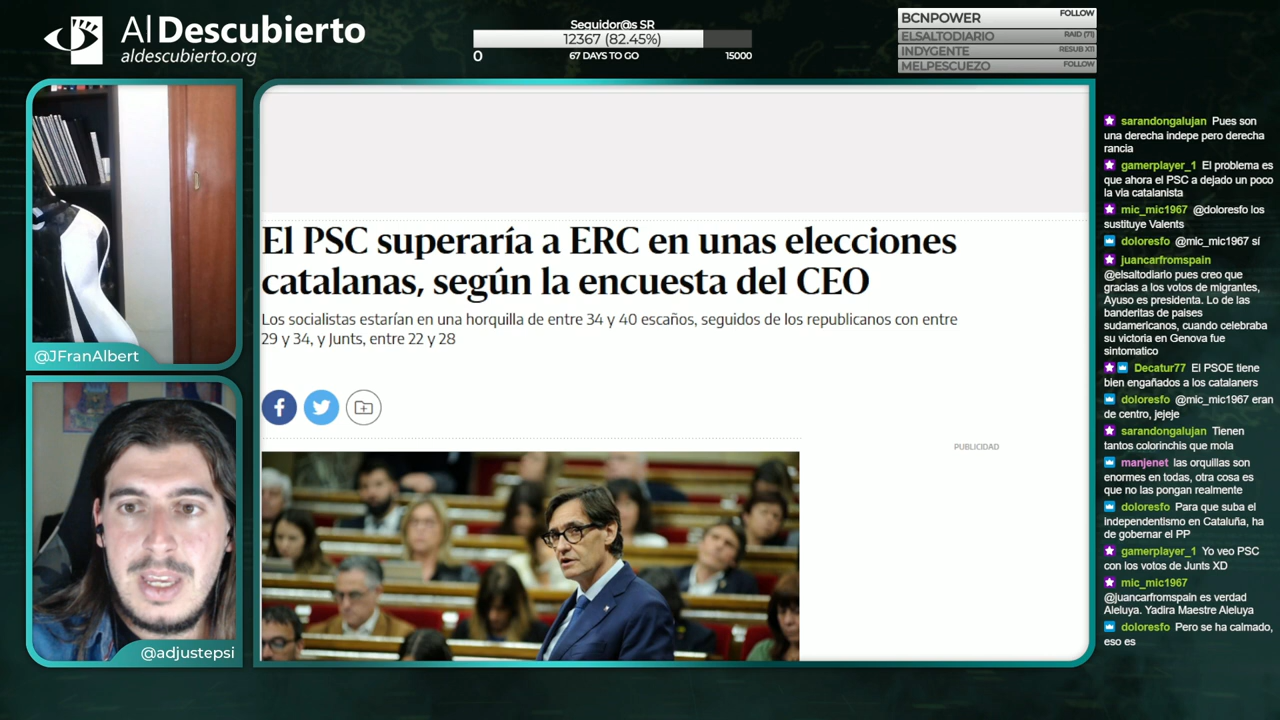 Al Descubierto
aldescubierto.org
Seguidor@s SR
12367 (82.45%)
0
67 DAYS TO GO
15000
BCNPOWER FOLLOW
ELSALTODIARIO RAID (71)
INDYGENTE RESUB X11
MELPESCUEZO FOLLOW
@JFranAlbert
@adjustepsi
El PSC superaría a ERC en unas elecciones
catalanas, según la encuesta del CEO
Los socialistas estarían en una horquilla de entre 34 y 40 escaños, seguidos de los republicanos con entre
29 y 34, y Junts, entre 22 y 28
PUBLICIDAD
sarandongalujan Pues son
una derecha indepe pero derecha
rancia
gamerplayer_1 El problema es
que ahora el PSC a dejado un poco
la via catalanista
mic_mic1967 @doloresfo los
sustituye Valents
doloresfo @mic_mic1967 sí
juancarfromspain
@elsaltodiario pues creo que
gracias a los votos de migrantes,
Ayuso es presidenta. Lo de las
banderitas de paises
sudamericanos, cuando celebraba
su victoria en Genova fue
sintomatico
Decatur77 El PSOE tiene
bien engañados a los catalaners
doloresfo @mic_mic1967 eran
de centro, jejeje
sarandongalujan Tienen
tantos colorinchis que mola
manjenet las orquillas son
enormes en todas, otra cosa es
que no las pongan realmente
doloresfo Para que suba el
independentismo en Cataluña, ha
de gobernar el PP
gamerplayer_1 Yo veo PSC
con los votos de Junts XD
mic_mic1967
@juancarfromspain es verdad
Aleluya. Yadira Maestre Aleluya
doloresfo Pero se ha calmado,
eso es